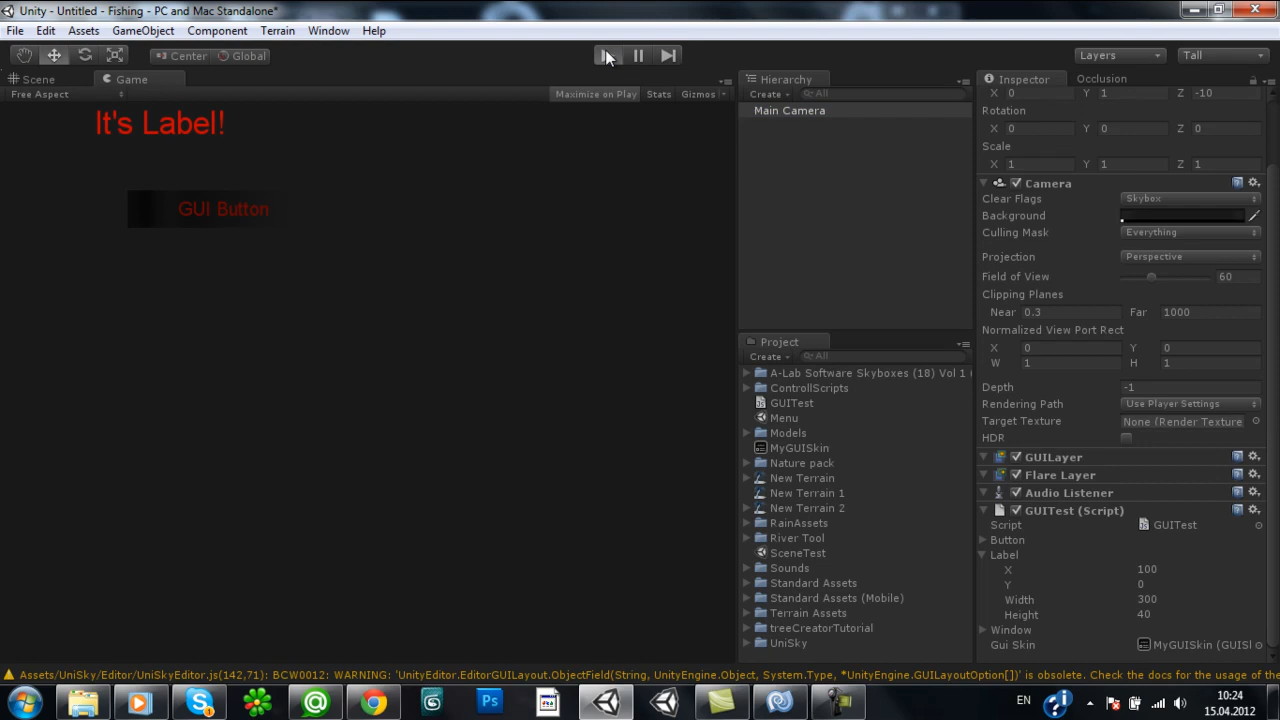 Unity - Untitled - Fishing - PC and Mac Standalone*
File Edit Assets GameObject Component Terrain Window Help
Center Global Layers Tall
Scene Game
Free Aspect Maximize on Play Stats Gizmos
It's Label!
GUI Button
Hierarchy
Create All
Main Camera
Project
Create All
A-Lab Software Skyboxes (18) Vol 1
ControllScripts
GUITest
Menu
Models
MyGUISkin
Nature pack
New Terrain
New Terrain 1
New Terrain 2
RainAssets
River Tool
SceneTest
Sounds
Standard Assets
Standard Assets (Mobile)
Terrain Assets
treeCreatorTutorial
UniSky
Inspector Occlusion
X 0 Y 1 Z -10
Rotation
X 0 Y 0 Z 0
Scale
X 1 Y 1 Z 1
Camera
Clear Flags Skybox
Background
Culling Mask Everything
Projection Perspective
Field of View 60
Clipping Planes
Near 0.3 Far 1000
Normalized View Port Rect
X 0 Y 0
W 1 H 1
Depth -1
Rendering Path Use Player Settings
Target Texture None (Render Texture
HDR
GUILayer
Flare Layer
Audio Listener
GUITest (Script)
Script GUITest
Button
Label
X 100
Y 0
Width 300
Height 40
Window
Gui Skin MyGUISkin (GUISl
Assets/UniSky/Editor/UniSkyEditor.js(142,71): BCW0012: WARNING: 'UnityEditor.EditorGUILayout.ObjectField(String, UnityEngine.Object, System.Type, *UnityEngine.GUILayoutOption[])' is obsolete. Check the docs for the usage of the
EN
10:24
15.04.2012